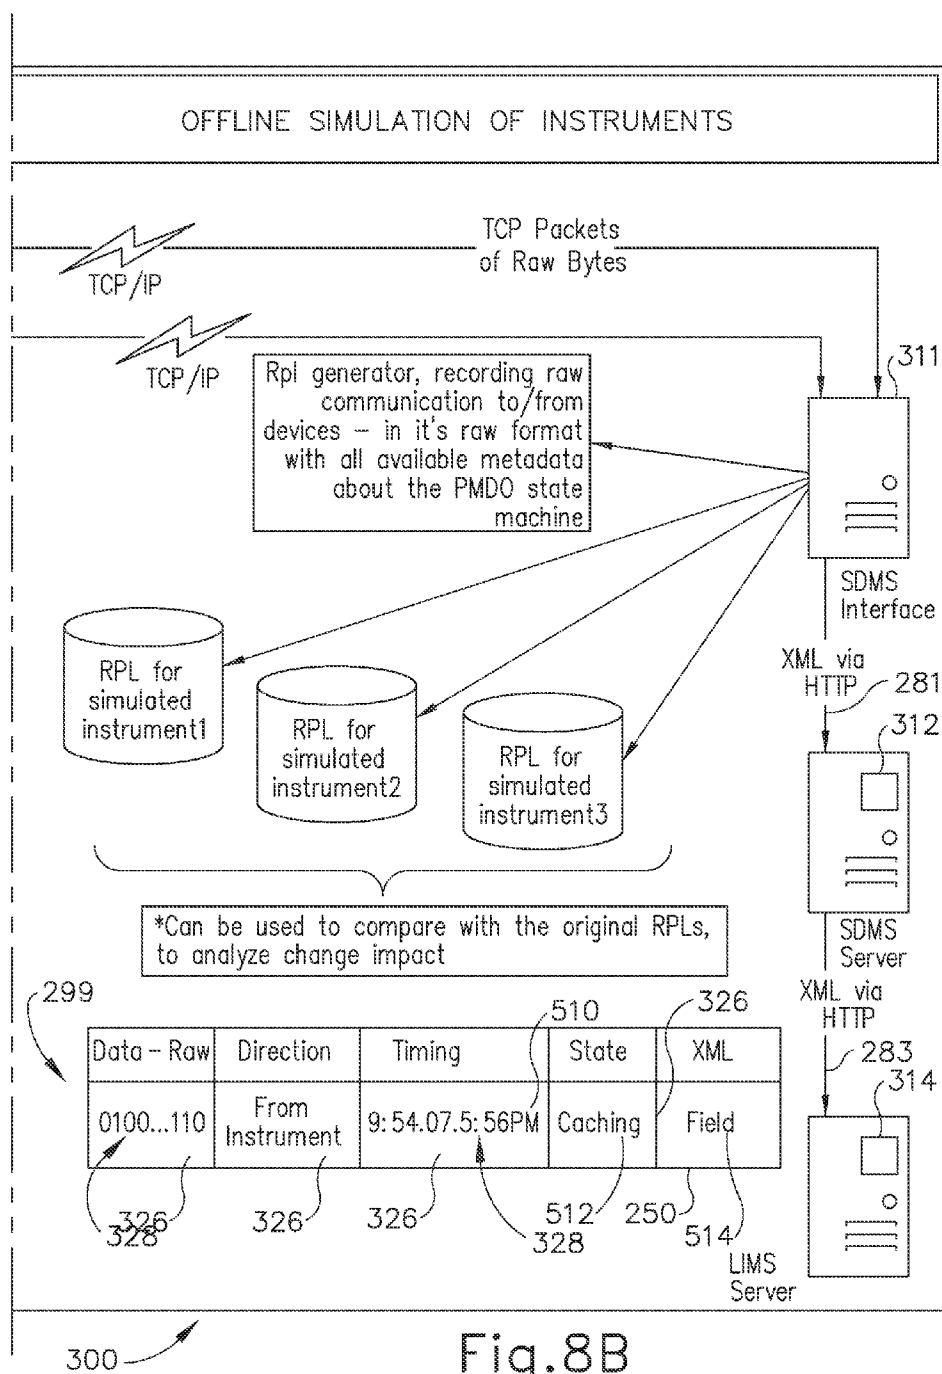 OFFLINE SIMULATION OF INSTRUMENTS
TCP Packets
of Raw Bytes
TCP/IP
TCP/IP
311
Rpl generator, recording raw
communication to/from
devices – in it's raw format
with all available metadata
about the PMDO state
machine
SDMS
Interface
XML via
HTTP
281
312
RPL for
simulated
instrument1
RPL for
simulated
instrument2
RPL for
simulated
instrument3
*Can be used to compare with the original RPLs,
to analyze change impact
SDMS
Server
XML via
HTTP
283
314
299
510
326
Data – Raw Direction Timing State XML
0100...110 From
Instrument 9: 54.07.5: 56PM Caching Field
326
328
326
326
328
512
250
514
LIMS
Server
300
Fig.8B